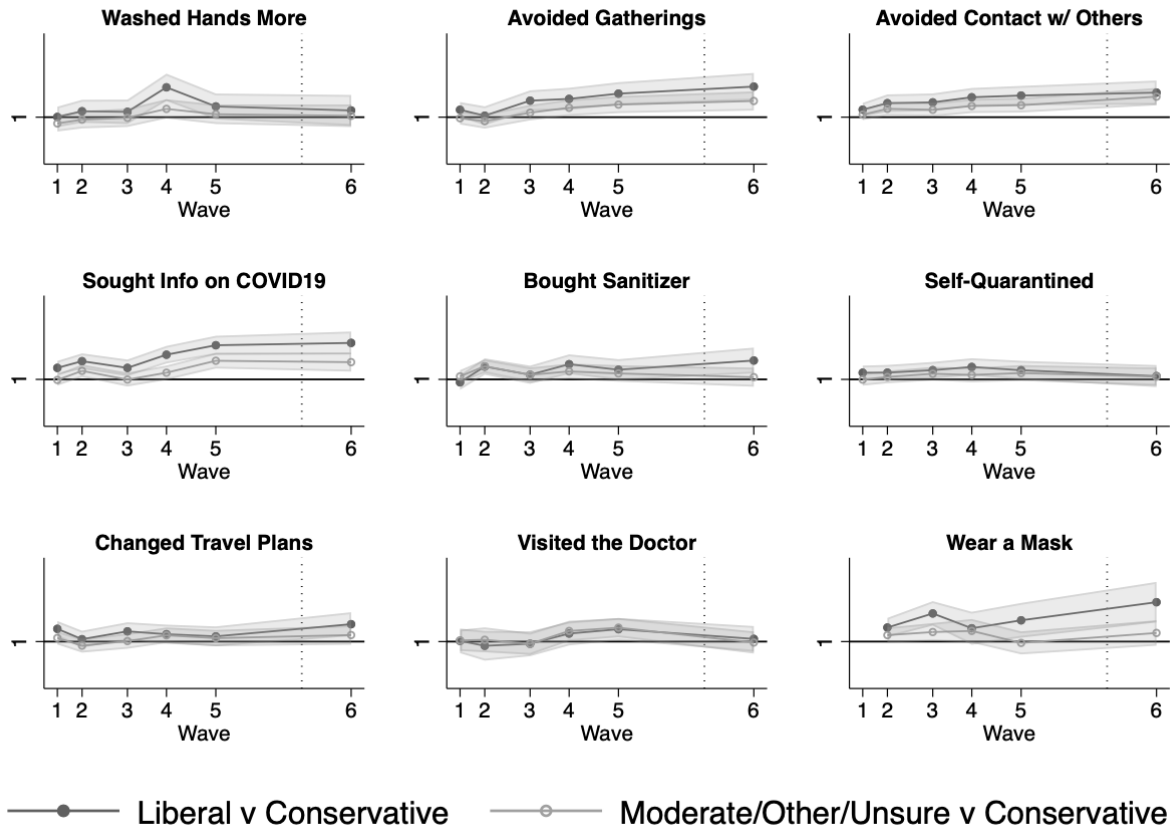 Washed Hands More
Avoided Gatherings
Avoided Contact w/ Others
1
1 2 3 4 5 6
Wave
1
1 2 3 4 5 6
Wave
1
1 2 3 4 5 6
Wave
Sought Info on COVID19
Bought Sanitizer
Self-Quarantined
1
1 2 3 4 5 6
Wave
1
1 2 3 4 5 6
Wave
1
1 2 3 4 5 6
Wave
Changed Travel Plans
Visited the Doctor
Wear a Mask
1
1 2 3 4 5 6
Wave
1
1 2 3 4 5 6
Wave
1
1 2 3 4 5 6
Wave
Liberal v Conservative
Moderate/Other/Unsure v Conservative